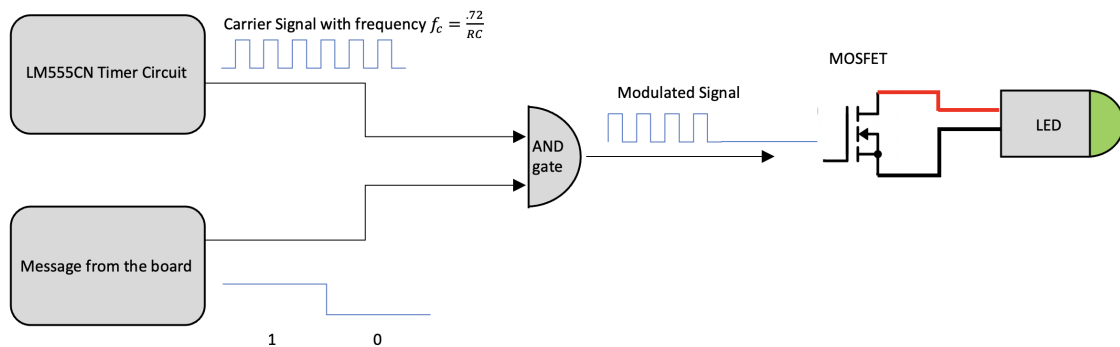 Carrier Signal with frequency f_c = .72/RC
LM555CN Timer Circuit
MOSFET
Modulated Signal
LED
AND
gate
Message from the board
1 0